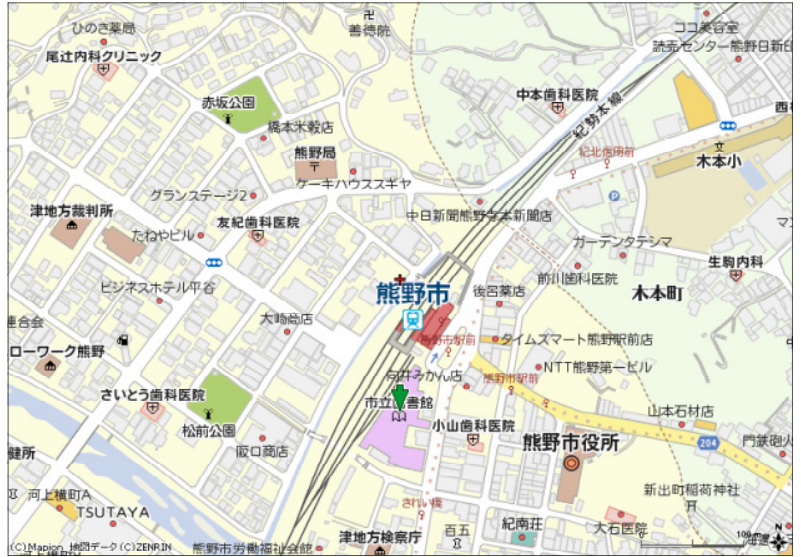 ひのき薬局
卍
善徳院
ココ美容室
読売センター熊野日新
尾辻内科クリニック
中本歯科医院
紀勢本線
赤坂公園
橋本米穀店
紀北信用前
木本小
熊野局
〒
ケーキハウススギヤ
グランステージ2
P
津地方裁判所
友紀歯科医院
中日新聞熊野寺本新聞店
たねやビル
ガーデンタテシマ
生駒内科
前川歯科医院
木本町
ビジネスホテル平谷
熊野市
後呂薬店
大崎商店
連合会
熊野市駅前
タイムスマート熊野駅前店
ローワーク熊野
NTT熊野第一ビル
向井みかん店
熊野市駅前
さいとう歯科医院
市立図書館
山本石材店
松前公園
小山歯科医院
204
門鉄砲火
阪口商店
熊野市役所
健所
河上横町A
新出町稲荷神社
TSUTAYA
きれい橋
紀南荘
大石医院
百五
津地方検察庁
熊野市労働福祉会館
100m
N
(C)Mapion 地図データ(C)ZENRIN